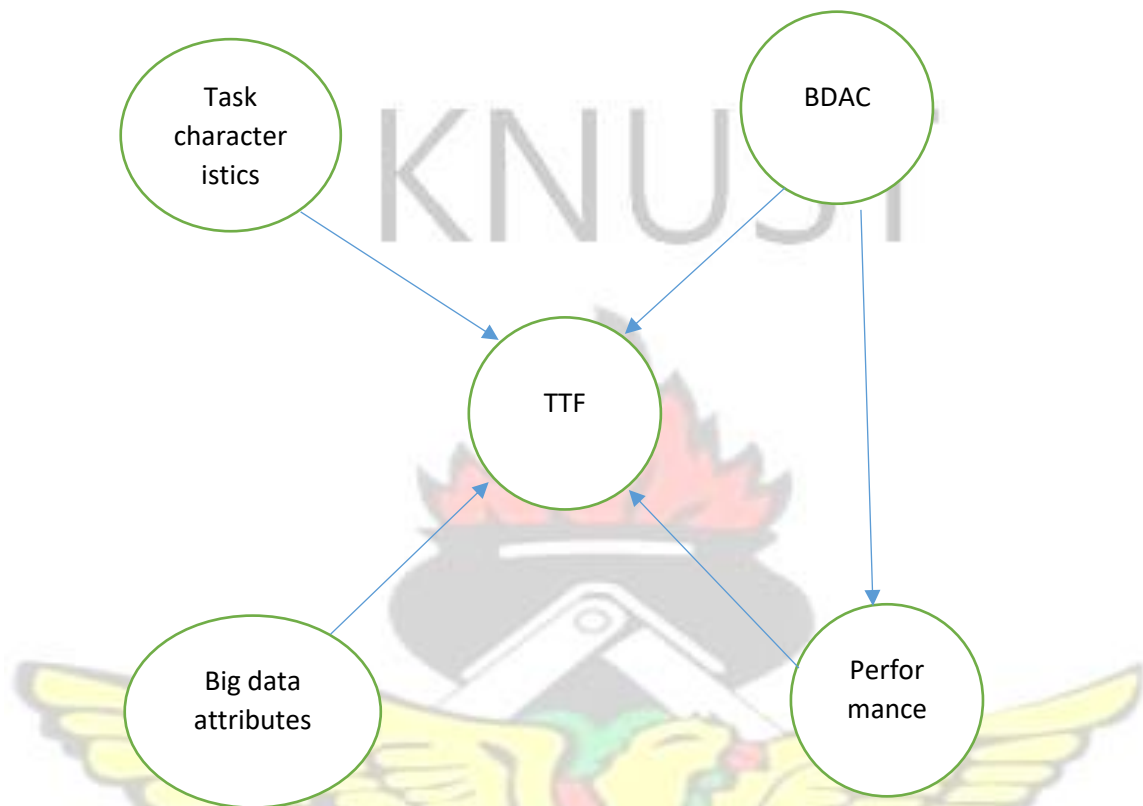 Task
character
istics
BDAC
KNUST
TTF
Big data
attributes
Perfor
mance